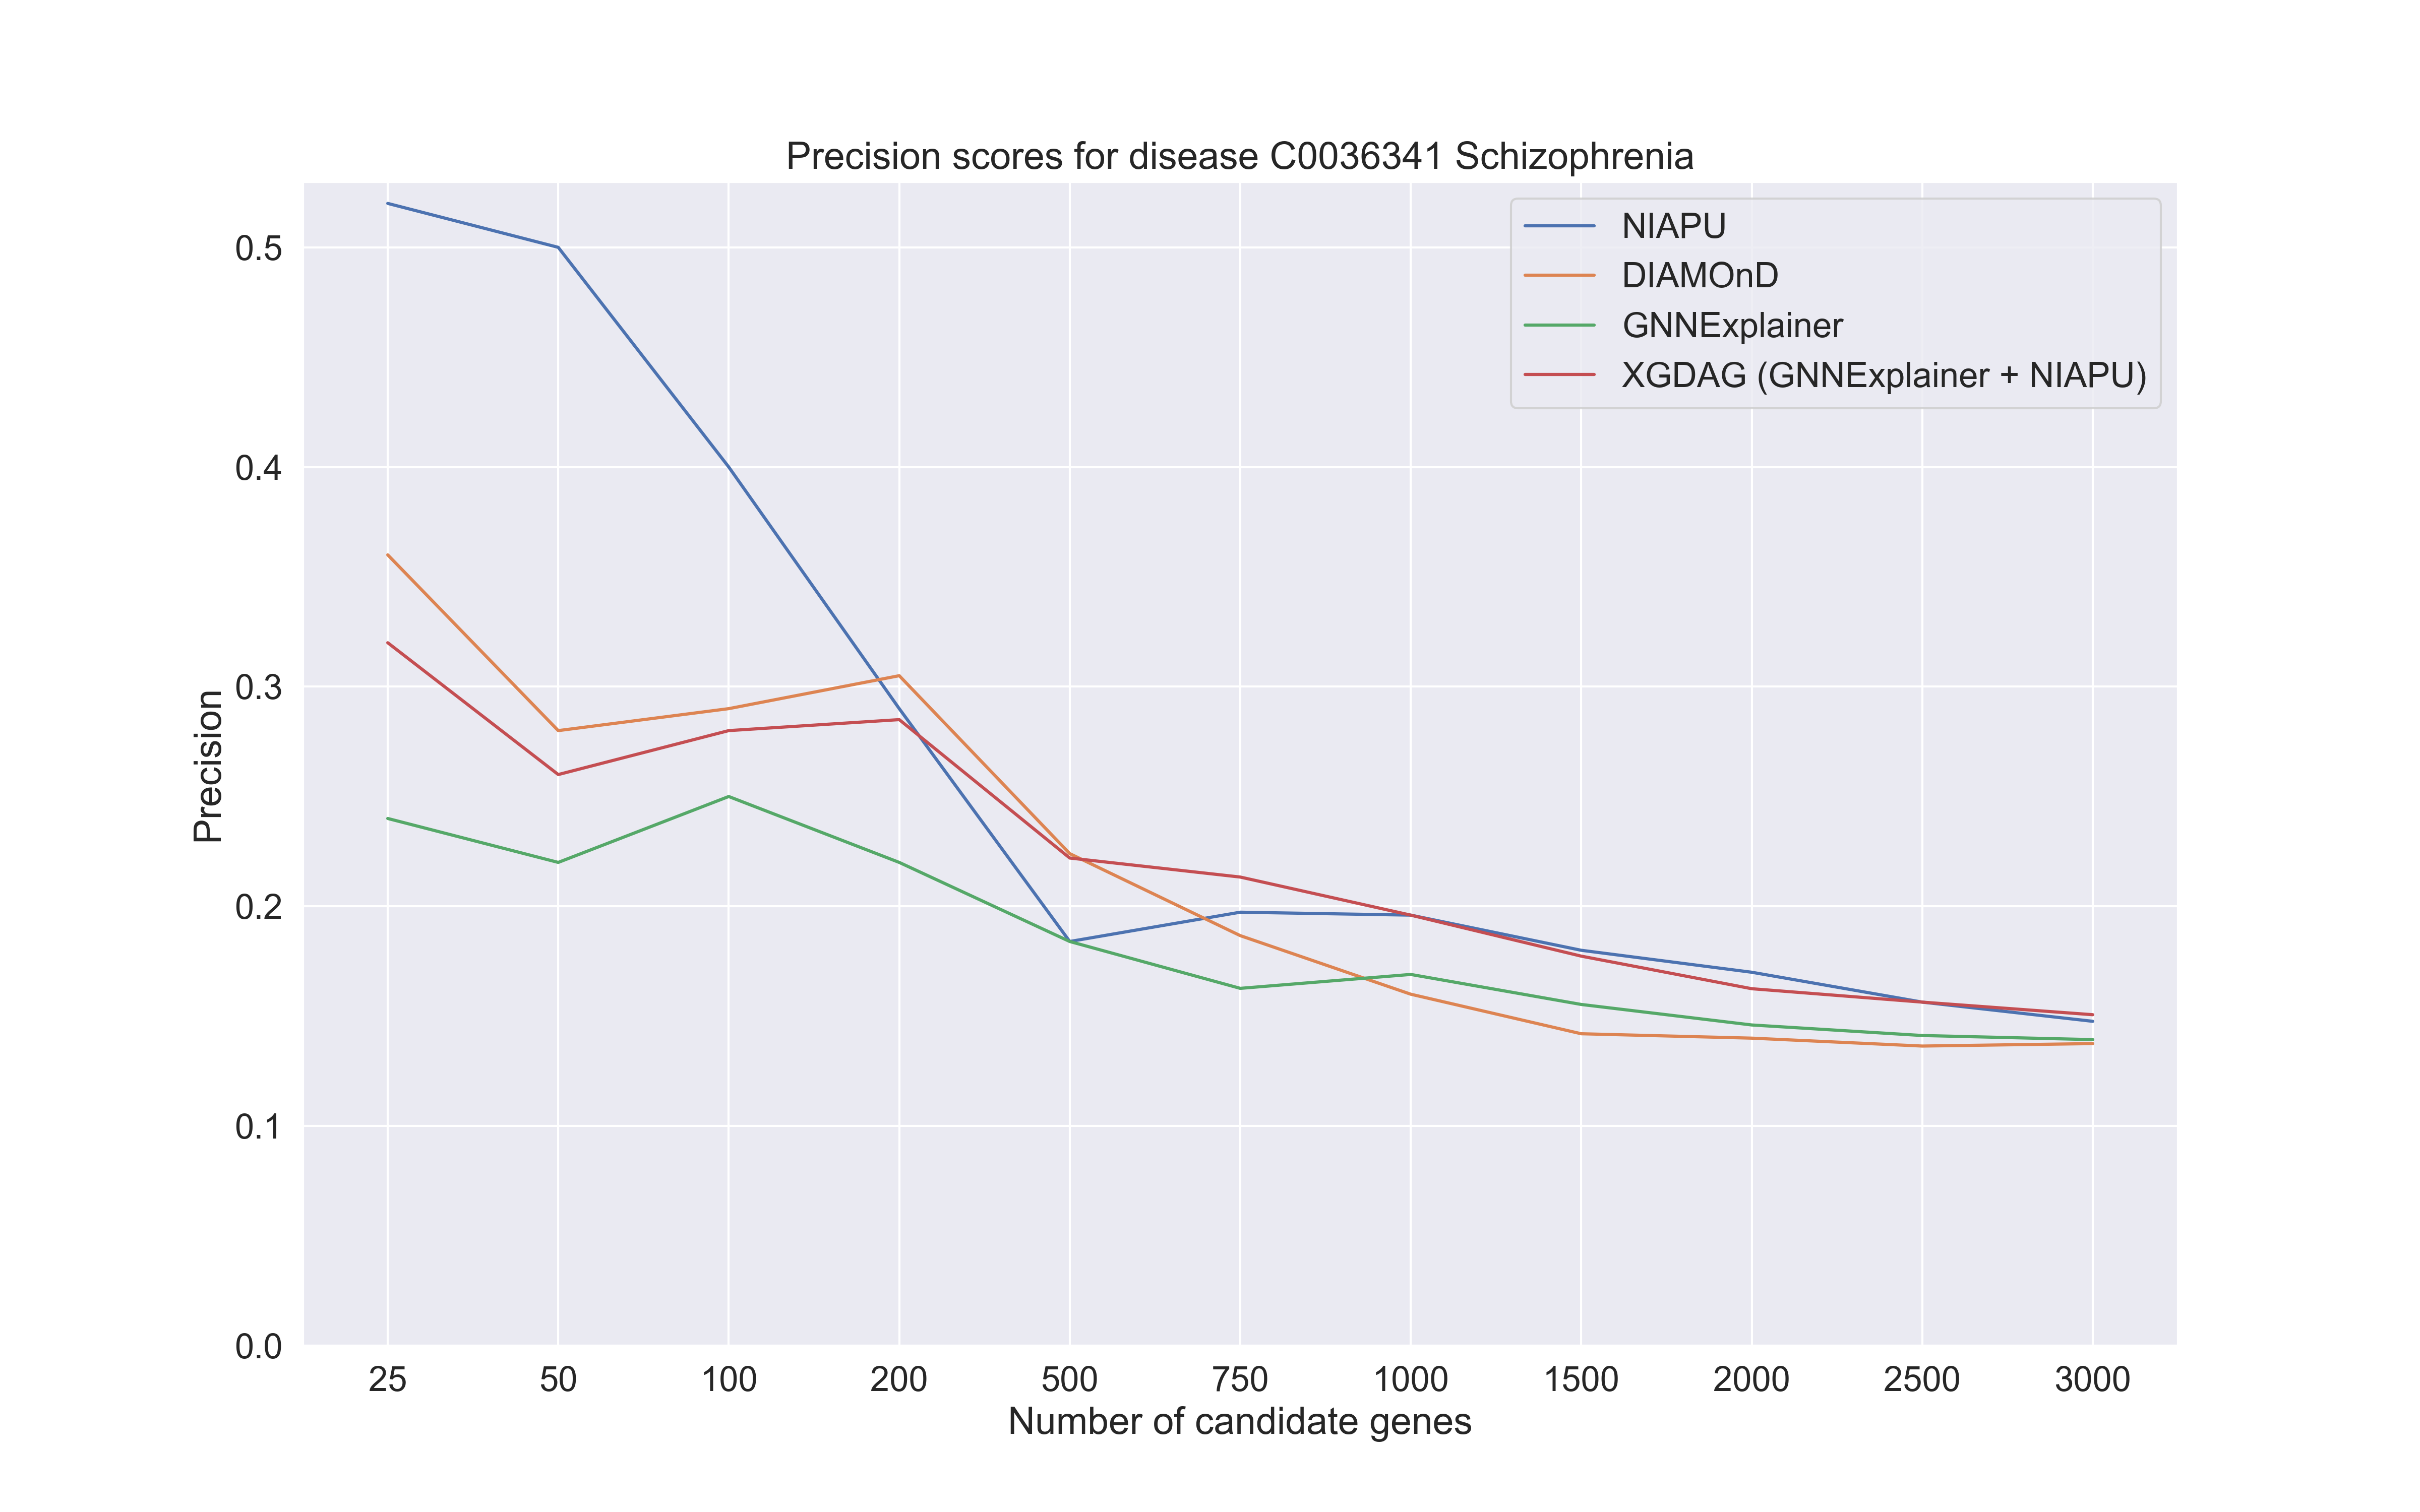 Precision scores for disease C0036341 Schizophrenia
NIAPU
DIAMOnD
GNNExplainer
XGDAG (GNNExplainer + NIAPU)
Precision
0.5
0.4
0.3
0.2
0.1
0.0
25 50 100 200 500 750 1000 1500 2000 2500 3000
Number of candidate genes